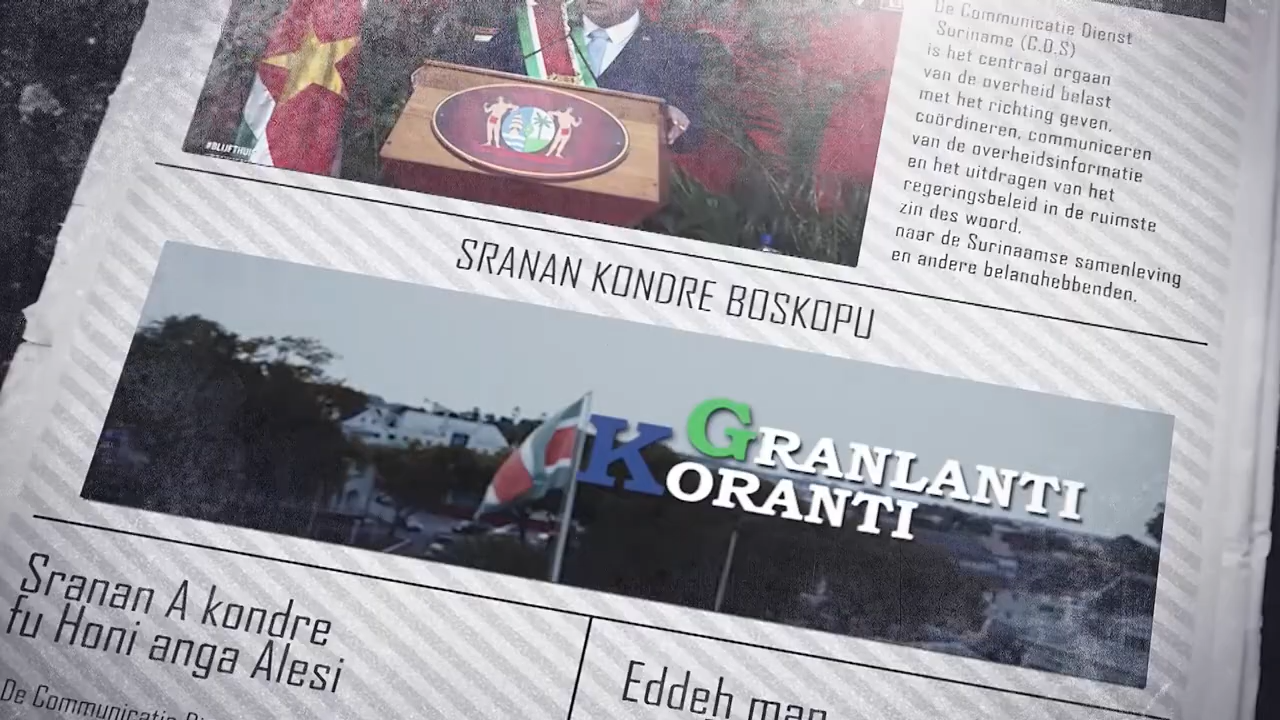 De Communicatie Dienst
Suriname (C.D.S)
is het centraal orgaan
van de overheid belast
met het richting geven,
coördineren, communiceren
van de overheidsinformatie
en het uitdragen van het
regeringsbeleid in de ruimste
zin des woord,
naar de Surinaamse samenleving
en andere belanghebbenden.
SRANAN KONDRE BOSKOPU
GRANLANTI
KORANTI
Sranan A kondre
fu Honi anga Alesi
De Communicatie
Eddeh man